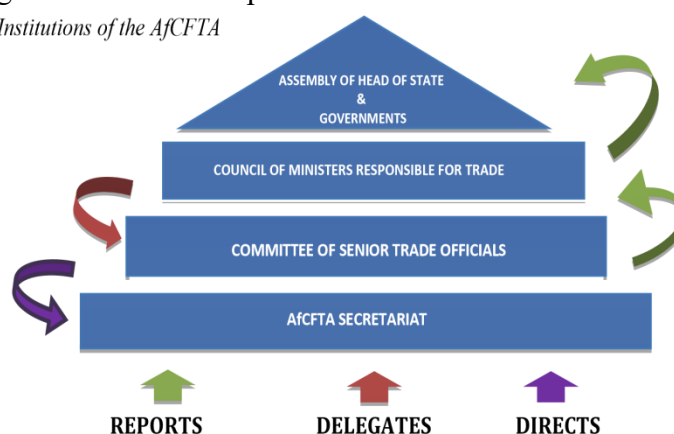 Institutions of the AfCFTA
ASSEMBLY OF HEAD OF STATE
&
GOVERNMENTS
COUNCIL OF MINISTERS RESPONSIBLE FOR TRADE
COMMITTEE OF SENIOR TRADE OFFICIALS
AfCFTA SECRETARIAT
REPORTS DELEGATES DIRECTS